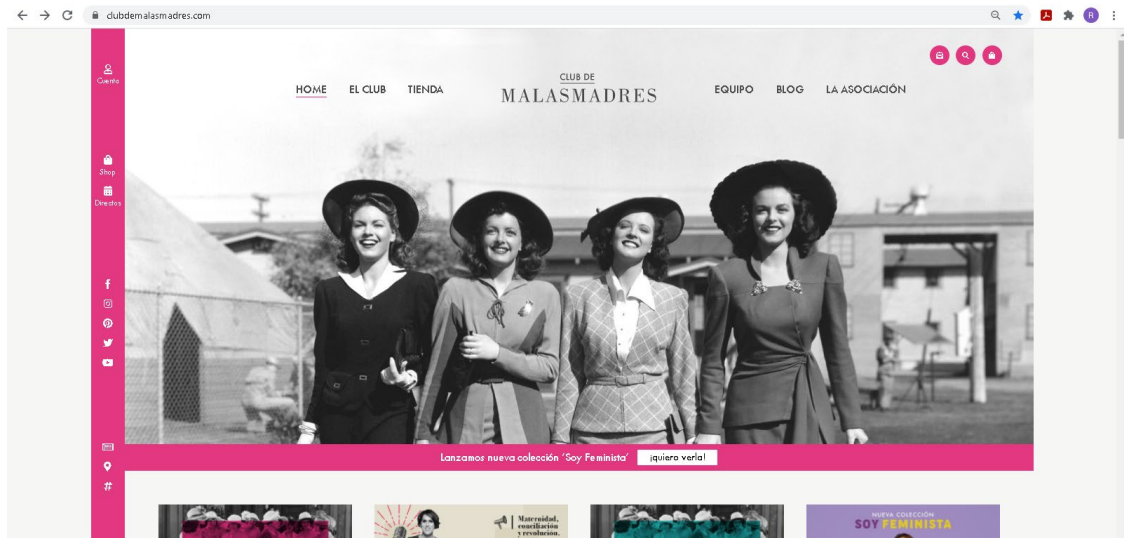 clubdemalasmadres.com
R
Cuenta
Shop
Directos
#
HOME
EL CLUB
TIENDA
CLUB DE
MALASMADRES
EQUIPO
BLOG
LA ASOCIACIÓN
Lanzamos nueva colección 'Soy Feminista'
¡quiero verla!
Maternidad,
conciliación
y revolución.
NUEVA COLECCIÓN
SOY FEMINISTA